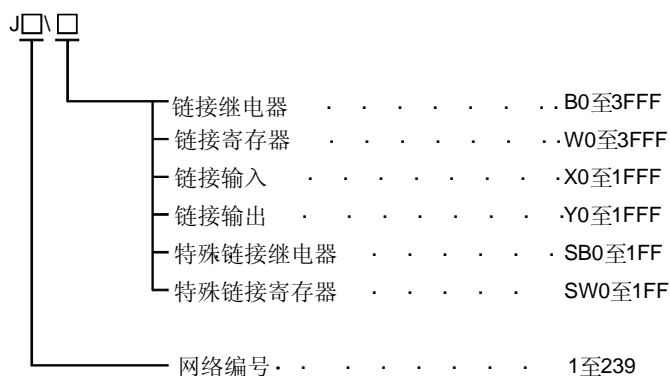 J□\ □
链接继电器 · · · · · · · · B0至3FFF
链接寄存器 · · · · · · · · W0至3FFF
链接输入 · · · · · · · · X0至1FFF
链接输出 · · · · · · · · Y0至1FFF
特殊链接继电器 · · · · · SB0至1FF
特殊链接寄存器 · · · · SW0至1FF
网络编号 · · · · · · · 1至239